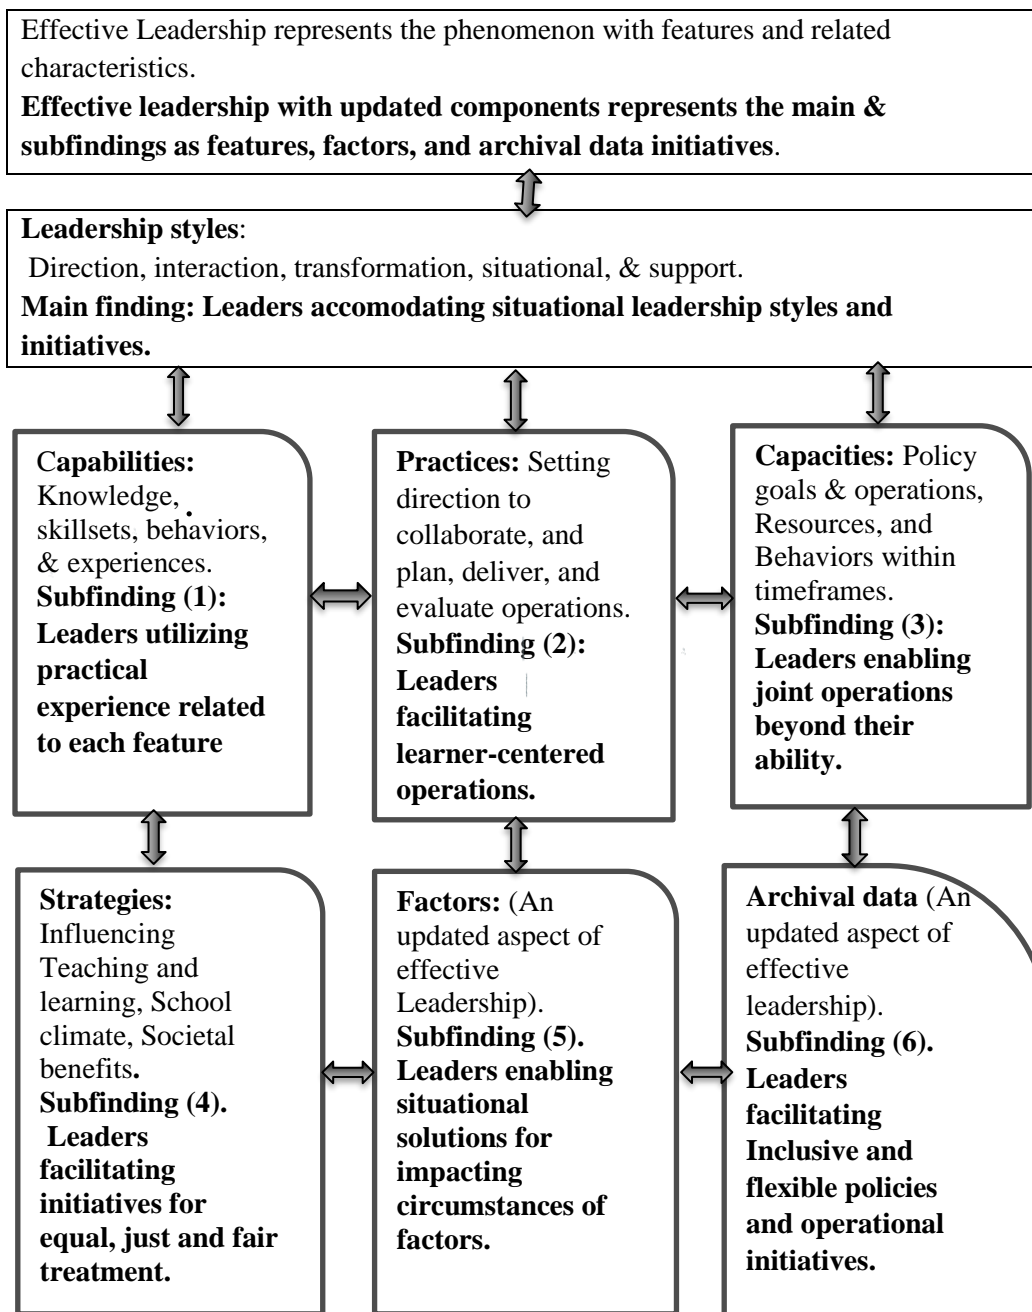 Effective Leadership represents the phenomenon with features and related
characteristics.
Effective leadership with updated components represents the main &
subfindings as features, factors, and archival data initiatives.
Leadership styles:
Direction, interaction, transformation, situational, & support.
Main finding: Leaders accomodating situational leadership styles and
initiatives.
Capabilities:
Knowledge,
skillsets, behaviors,
& experiences.
Subfinding (1):
Leaders utilizing
practical
experience related
to each feature
Practices: Setting
direction to
collaborate, and
plan, deliver, and
evaluate operations.
Subfinding (2):
Leaders
facilitating
learner-centered
operations.
Capacities: Policy
goals & operations,
Resources, and
Behaviors within
timeframes.
Subfinding (3):
Leaders enabling
joint operations
beyond their
ability.
Strategies:
Influencing
Teaching and
learning, School
climate, Societal
benefits.
Subfinding (4).
Leaders
facilitating
initiatives for
equal, just and fair
treatment.
Factors: (An
updated aspect of
effective
Leadership).
Subfinding (5).
Leaders enabling
situational
solutions for
impacting
circumstances of
factors.
Archival data (An
updated aspect of
effective
leadership).
Subfinding (6).
Leaders
facilitating
Inclusive and
flexible policies
and operational
initiatives.